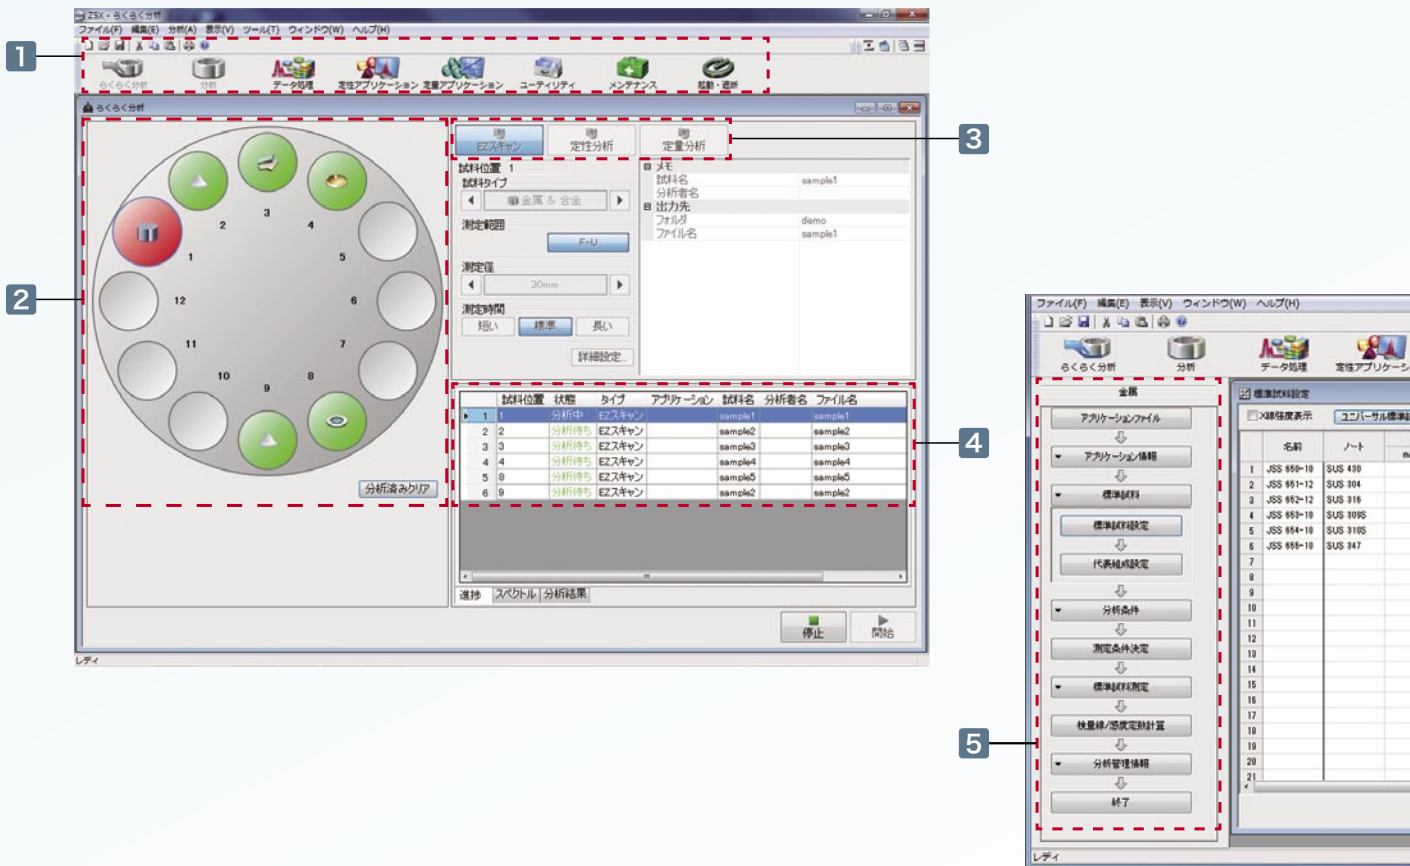 ZSX - らくらく分析
ファイル(F) 編集(E) 分析(A) 表示(V) ツール(T) ウィンドウ(W) ヘルプ(H)
1
らくらく分析 分析 データ処理 定性アプリケーション 定量アプリケーション ユーティリティ メンテナンス 起動・遮断
らくらく分析
2
1
2
3
4
5
6
7
8
9
10
11
12
分析済みクリア
3
EZスキャン 定性分析 定量分析
試料位置 1
試料タイプ
金属 & 合金
測定範囲
F-U
測定径
30mm
測定時間
短い 標準 長い
詳細設定...
メモ
試料名 sample1
分析者名
出力先
フォルダ demo
ファイル名 sample1
4
試料位置 状態 タイプ アプリケーション 試料名 分析者名 ファイル名
1 1 分析中 EZスキャン sample1 sample1
2 2 分析待ち EZスキャン sample2 sample2
3 3 分析待ち EZスキャン sample3 sample3
4 4 分析待ち EZスキャン sample4 sample4
5 8 分析待ち EZスキャン sample5 sample5
6 9 分析待ち EZスキャン sample2 sample2
進捗 スペクトル 分析結果
停止 開始
レディ
ファイル(F) 編集(E) 表示(V) ウィンドウ(W) ヘルプ(H)
らくらく分析 分析 データ処理 定性アプリケーシ
5
金属
アプリケーションファイル
アプリケーション情報
標準試料
標準試料設定
代表組成設定
分析条件
測定条件決定
標準試料測定
検量線/感度定数計算
分析管理情報
終了
標準試料設定
X線強度表示 ユニバーサル標準
名前 ノート
1 JSS 650-10 SUS 430
2 JSS 651-12 SUS 304
3 JSS 652-12 SUS 316
4 JSS 653-10 SUS 309S
5 JSS 654-10 SUS 310S
6 JSS 655-10 SUS 347
7
8
9
10
11
12
13
14
15
16
17
18
19
20
21
レディ